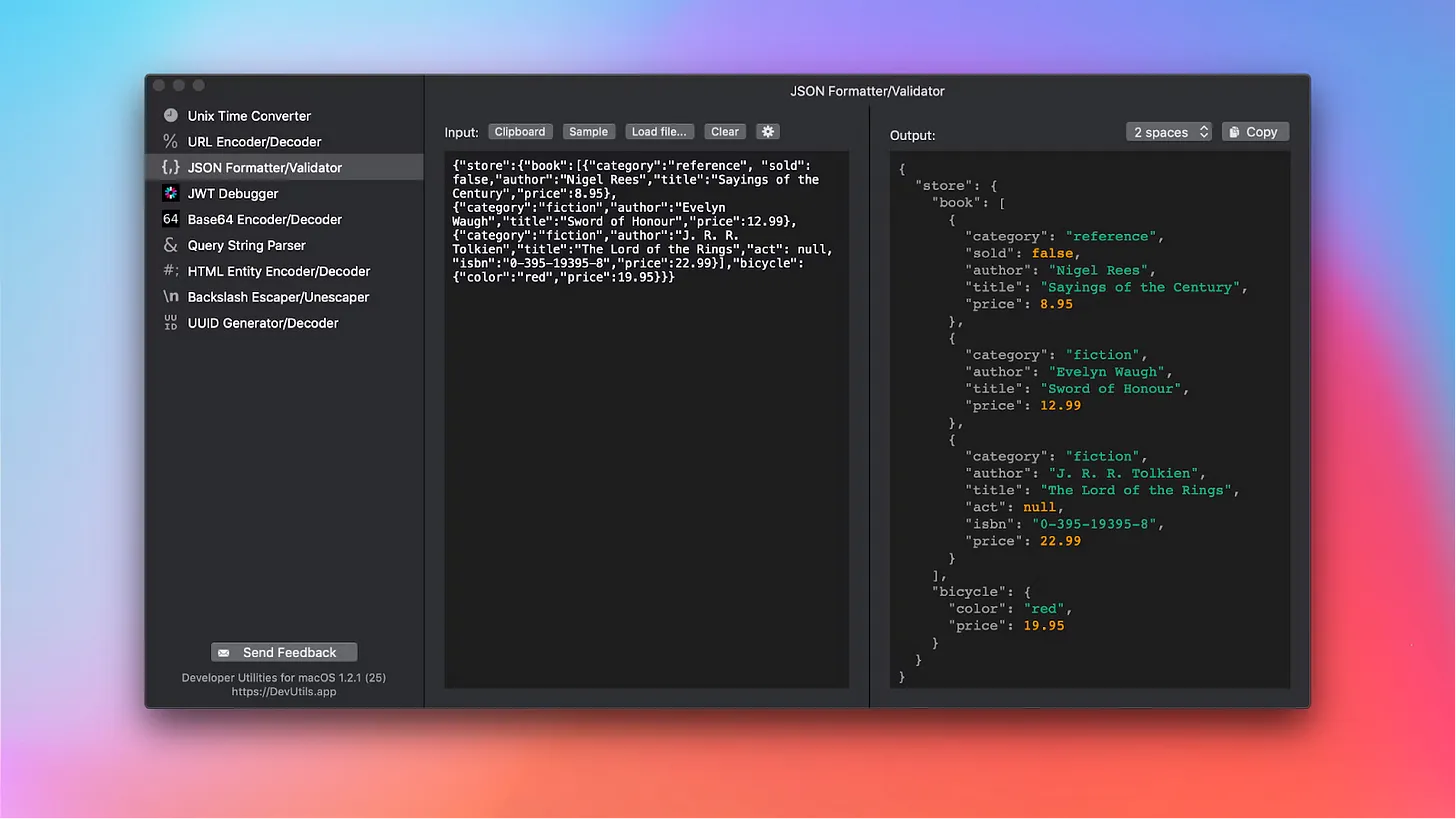 JSON Formatter/Validator
Unix Time Converter
% URL Encoder/Decoder
{,} JSON Formatter/Validator
JWT Debugger
64 Base64 Encoder/Decoder
& Query String Parser
#; HTML Entity Encoder/Decoder
\n Backslash Escaper/Unescaper
UU
ID UUID Generator/Decoder
Send Feedback
Developer Utilities for macOS 1.2.1 (25)
https://DevUtils.app
Input: Clipboard Sample Load file... Clear
{"store":{"book":[{"category":"reference", "sold":
false,"author":"Nigel Rees","title":"Sayings of the
Century","price":8.95},
{"category":"fiction","author":"Evelyn
Waugh","title":"Sword of Honour","price":12.99},
{"category":"fiction","author":"J. R. R.
Tolkien","title":"The Lord of the Rings","act": null,
"isbn":"0-395-19395-8","price":22.99}],"bicycle":
{"color":"red","price":19.95}}}
Output: 2 spaces Copy
{
  "store": {
    "book": [
      {
        "category": "reference",
        "sold": false,
        "author": "Nigel Rees",
        "title": "Sayings of the Century",
        "price": 8.95
      },
      {
        "category": "fiction",
        "author": "Evelyn Waugh",
        "title": "Sword of Honour",
        "price": 12.99
      },
      {
        "category": "fiction",
        "author": "J. R. R. Tolkien",
        "title": "The Lord of the Rings",
        "act": null,
        "isbn": "0-395-19395-8",
        "price": 22.99
      }
    ],
    "bicycle": {
      "color": "red",
      "price": 19.95
    }
  }
}